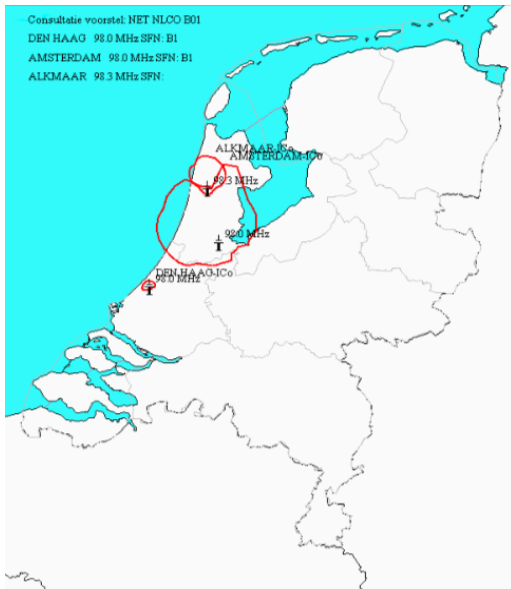 Consultatie voorstel: NET NLCO B01
DEN HAAG 98.0 MHz SFN: B1
AMSTERDAM 98.0 MHz SFN: B1
ALKMAAR 98.3 MHz SFN:
ALKMAAR-ICo
AMSTERDAM-ICo
98.3 MHz
98.0 MHz
DEN HAAG-ICo
98.0 MHz